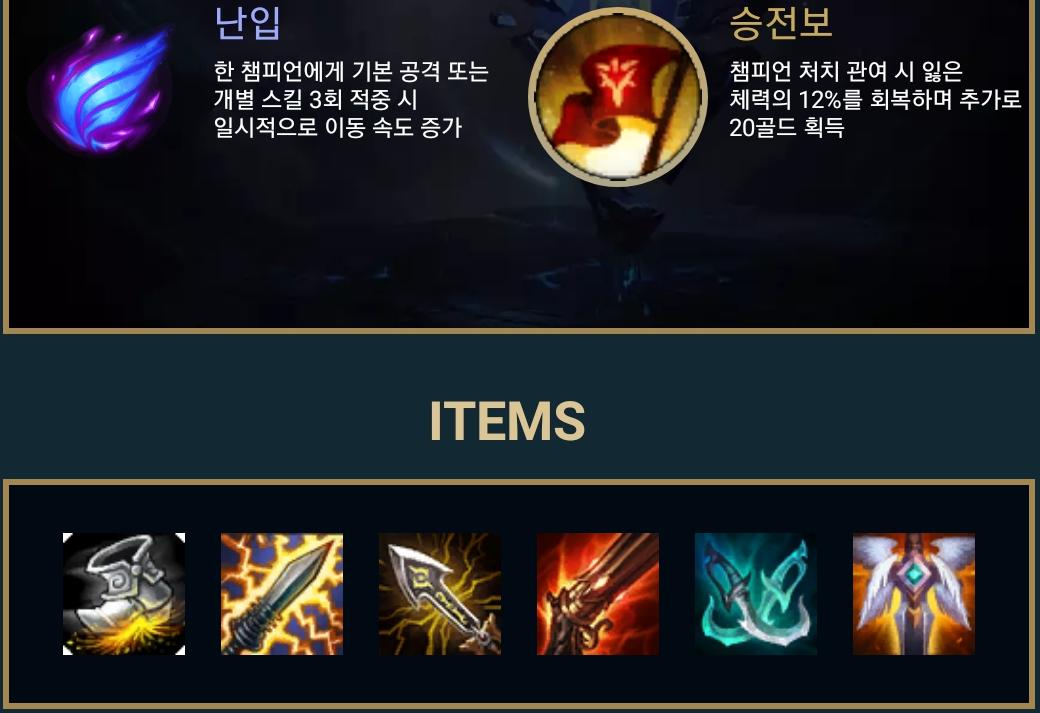 난입
한 챔피언에게 기본 공격 또는
개별 스킬 3회 적중 시
일시적으로 이동 속도 증가
승전보
챔피언 처치 관여 시 잃은
체력의 12%를 회복하며 추가로
20골드 획득
ITEMS